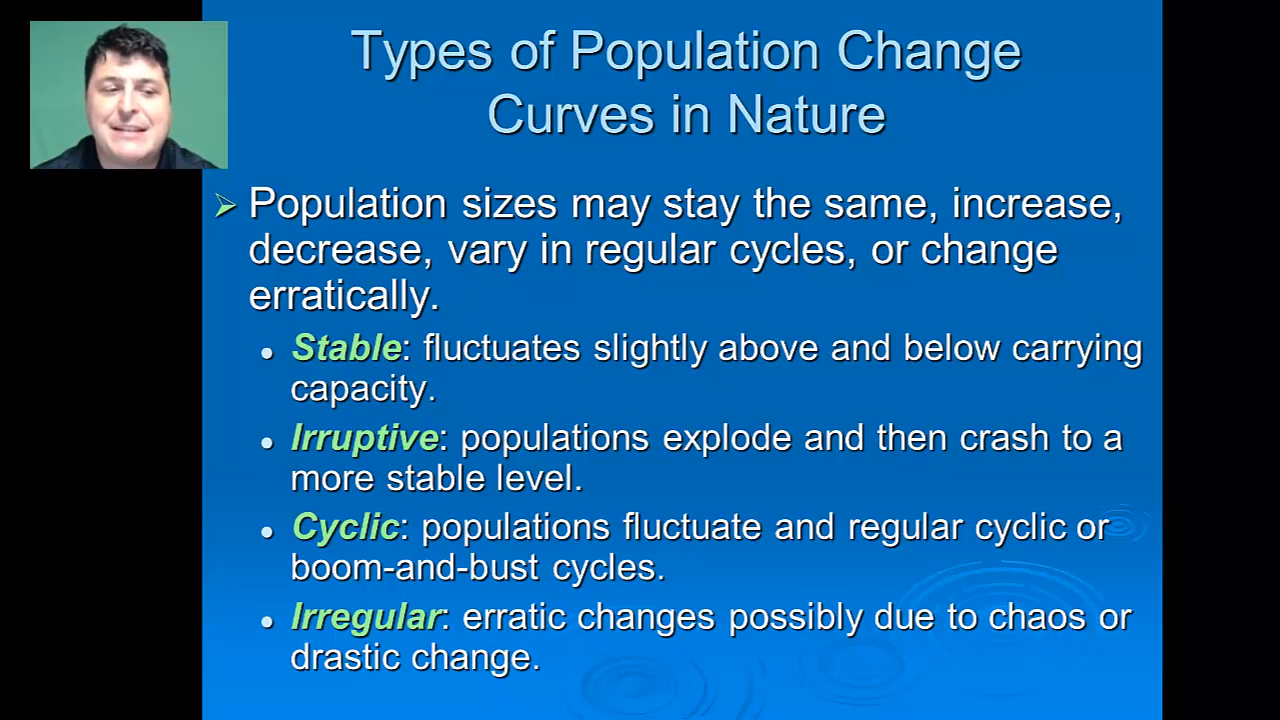 Types of Population Change
Curves in Nature
Population sizes may stay the same, increase,
decrease, vary in regular cycles, or change
erratically.
Stable: fluctuates slightly above and below carrying
capacity.
Irruptive: populations explode and then crash to a
more stable level.
Cyclic: populations fluctuate and regular cyclic or
boom-and-bust cycles.
Irregular: erratic changes possibly due to chaos or
drastic change.